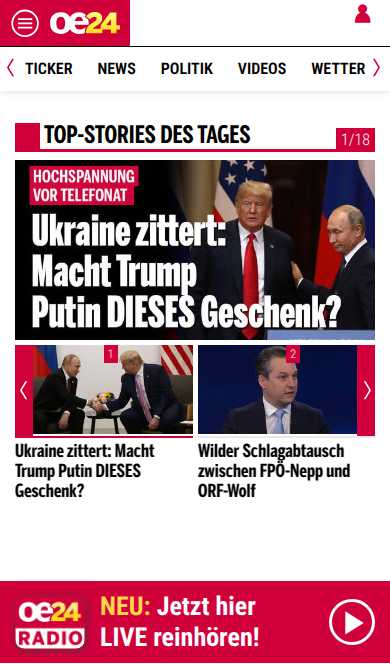 oe24
TICKER NEWS POLITIK VIDEOS WETTER
TOP-STORIES DES TAGES
1/18
HOCHSPANNUNG
VOR TELEFONAT
Ukraine zittert:
Macht Trump
Putin DIESES Geschenk?
1
2
Ukraine zittert: Macht
Trump Putin DIESES
Geschenk?
Wilder Schlagabtausch
zwischen FPÖ-Nepp und
ORF-Wolf
oe24
RADIO
NEU: Jetzt hier
LIVE reinhören!